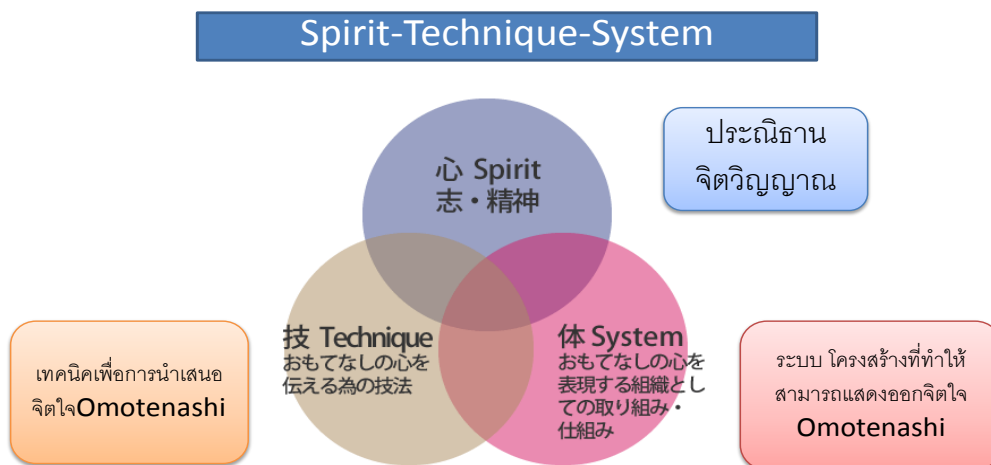 Spirit-Technique-System
心 Spirit
志・精神
ประณิธาน
จิตวิญญาณ
技 Technique
おもてなしの心を
伝える為の技法
体 System
おもてなしの心を
表現する組織とし
ての取り組み・
仕組み
เทคนิคเพื่อการนำเสนอ
จิตใจOmotenashi
ระบบ โครงสร้างที่ทำให้
สามารถแสดงออกจิตใจ
Omotenashi